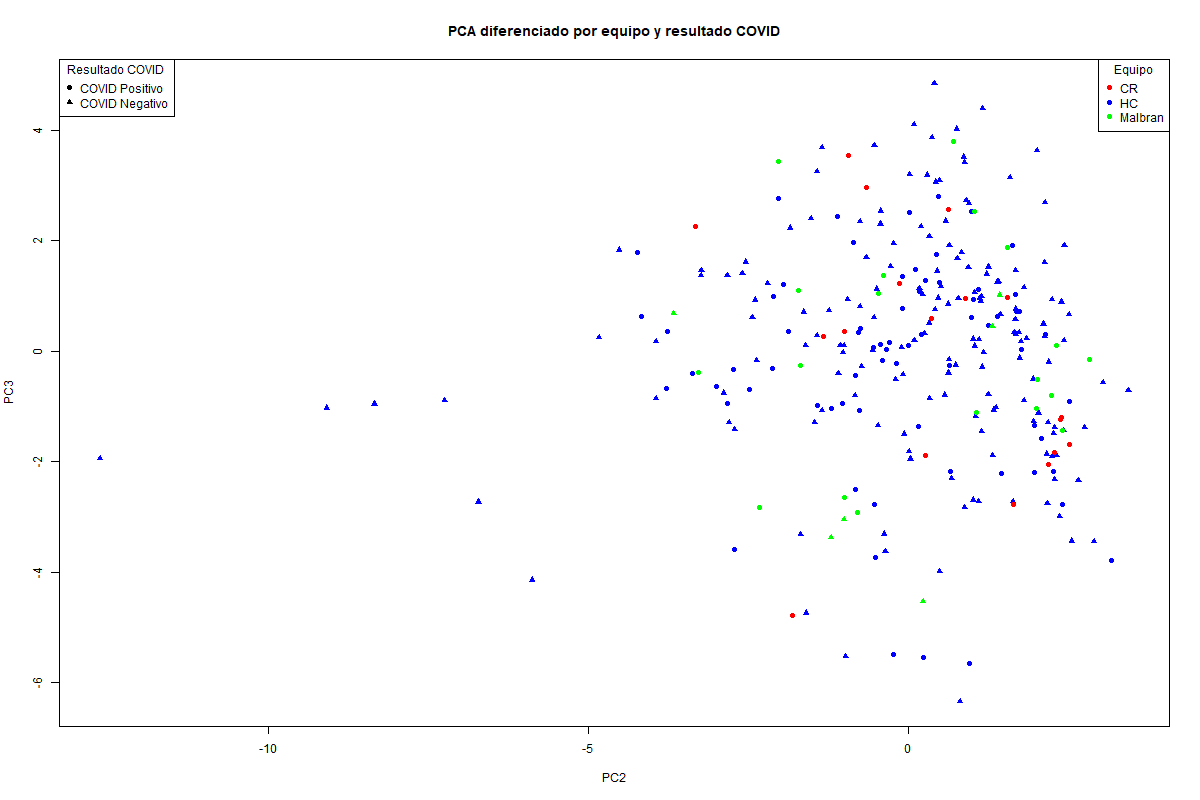 PCA diferenciado por equipo y resultado COVID
Resultado COVID
COVID Positivo
COVID Negativo
Equipo
CR
HC
Malbran
4
2
0
-2
-4
-6
PC3
-10
-5
0
PC2